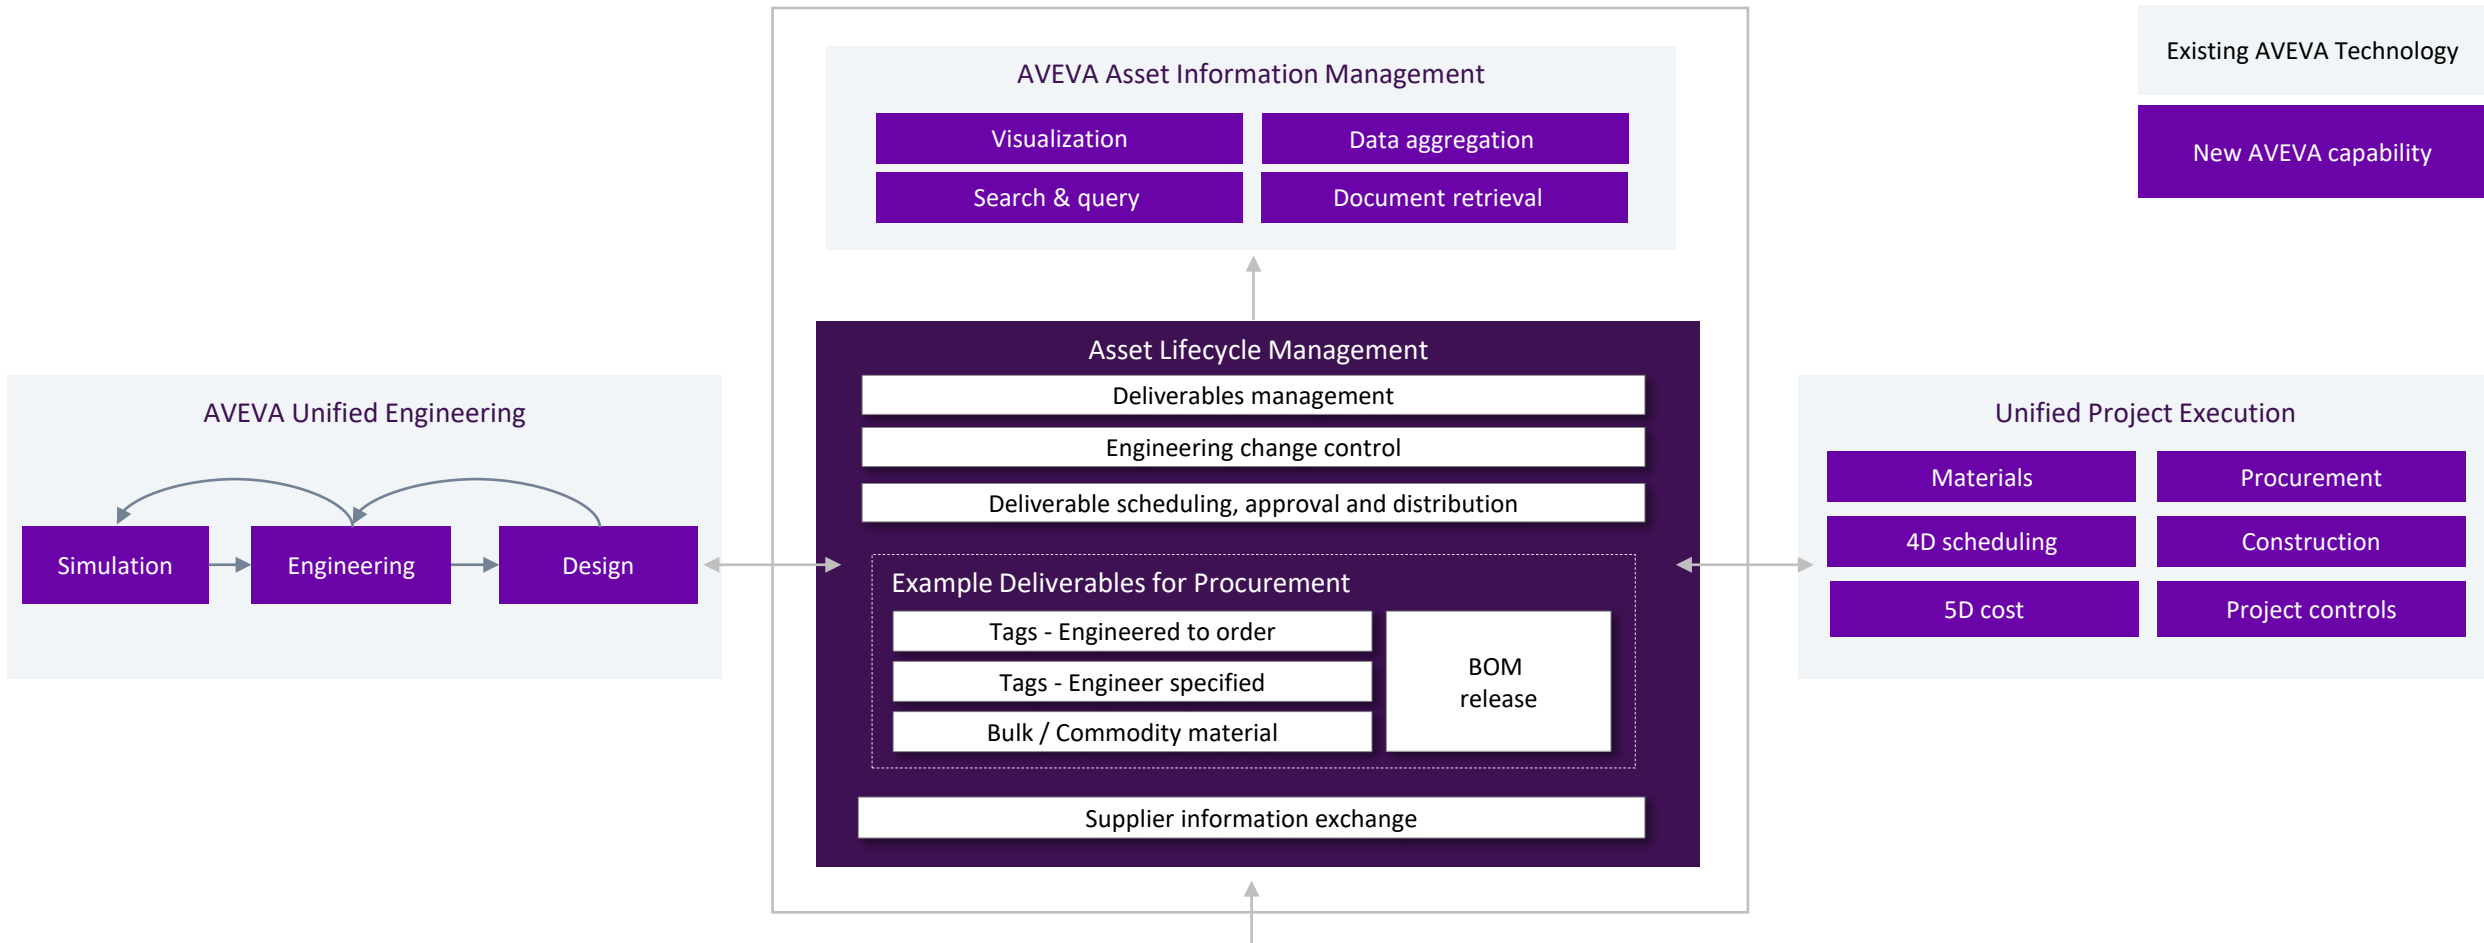 Existing AVEVA Technology
New AVEVA capability
AVEVA Asset Information Management
Visualization
Data aggregation
Search & query
Document retrieval
Asset Lifecycle Management
Deliverables management
Engineering change control
Deliverable scheduling, approval and distribution
Example Deliverables for Procurement
Tags - Engineered to order
Tags - Engineer specified
Bulk / Commodity material
BOM
release
Supplier information exchange
AVEVA Unified Engineering
Simulation
Engineering
Design
Unified Project Execution
Materials
Procurement
4D scheduling
Construction
5D cost
Project controls